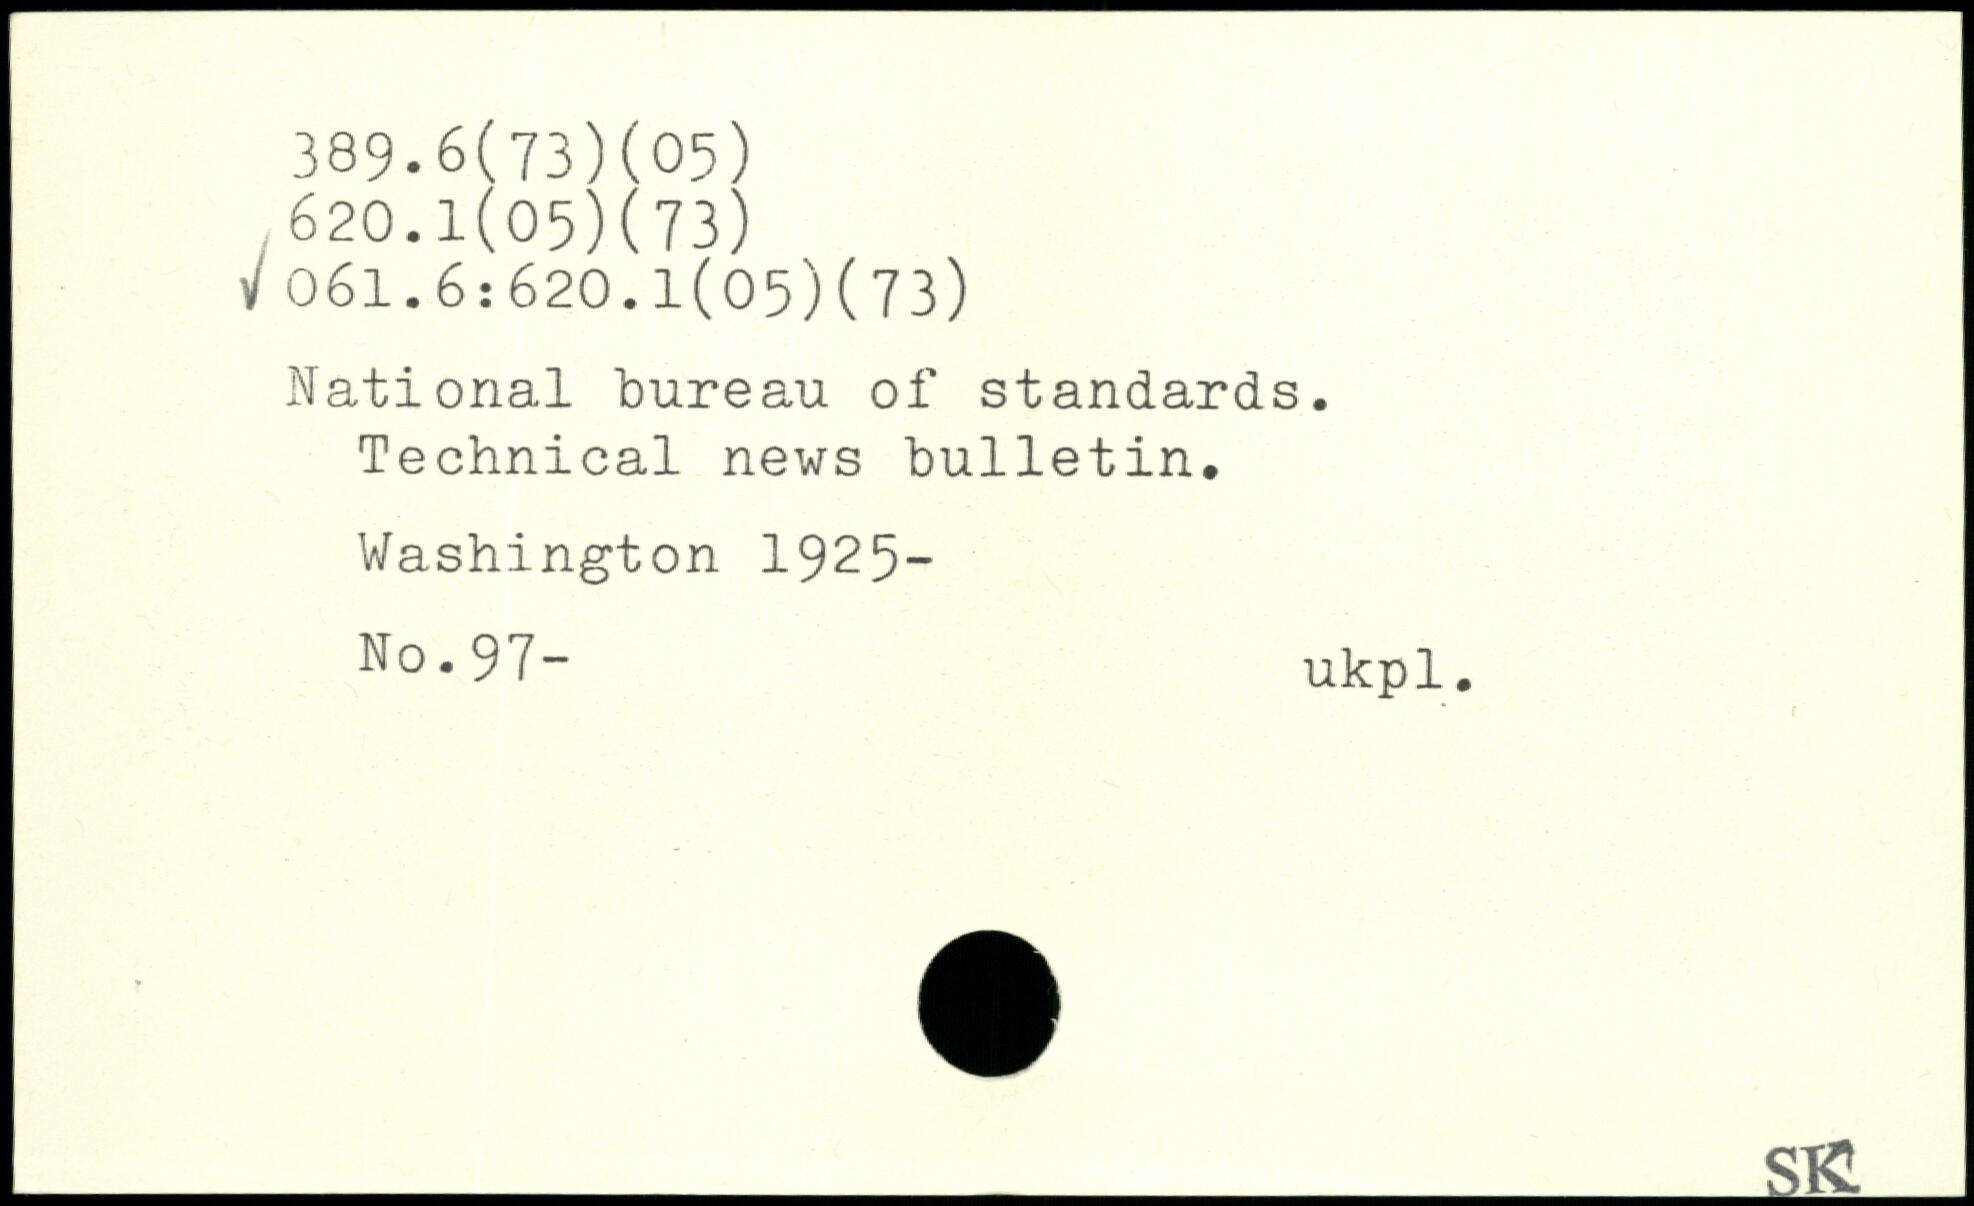 389.6(73)(05)
620.1(05)(73)
✓ 061.6:620.1(05)(73)
National bureau of standards.
Technical news bulletin.
Washington 1925-
No.97-
ukpl.
SK